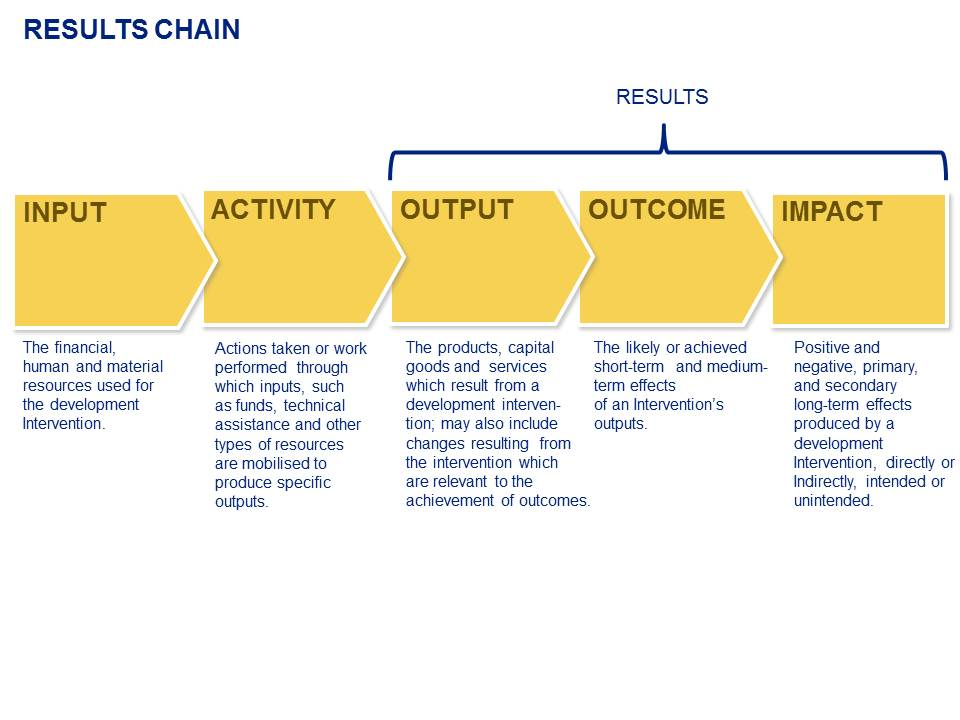 RESULTS CHAIN
RESULTS
INPUT
ACTIVITY
OUTPUT
OUTCOME
IMPACT
The financial,
human and material
resources used for
the development
Intervention.
Actions taken or work
performed through
which inputs, such
as funds, technical
assistance and other
types of resources
are mobilised to
produce specific
outputs.
The products, capital
goods and services
which result from a
development interven-
tion; may also include
changes resulting from
the intervention which
are relevant to the
achievement of outcomes.
The likely or achieved
short-term and medium-
term effects
of an Intervention’s
outputs.
Positive and
negative, primary,
and secondary
long-term effects
produced by a
development
Intervention, directly or
Indirectly, intended or
unintended.